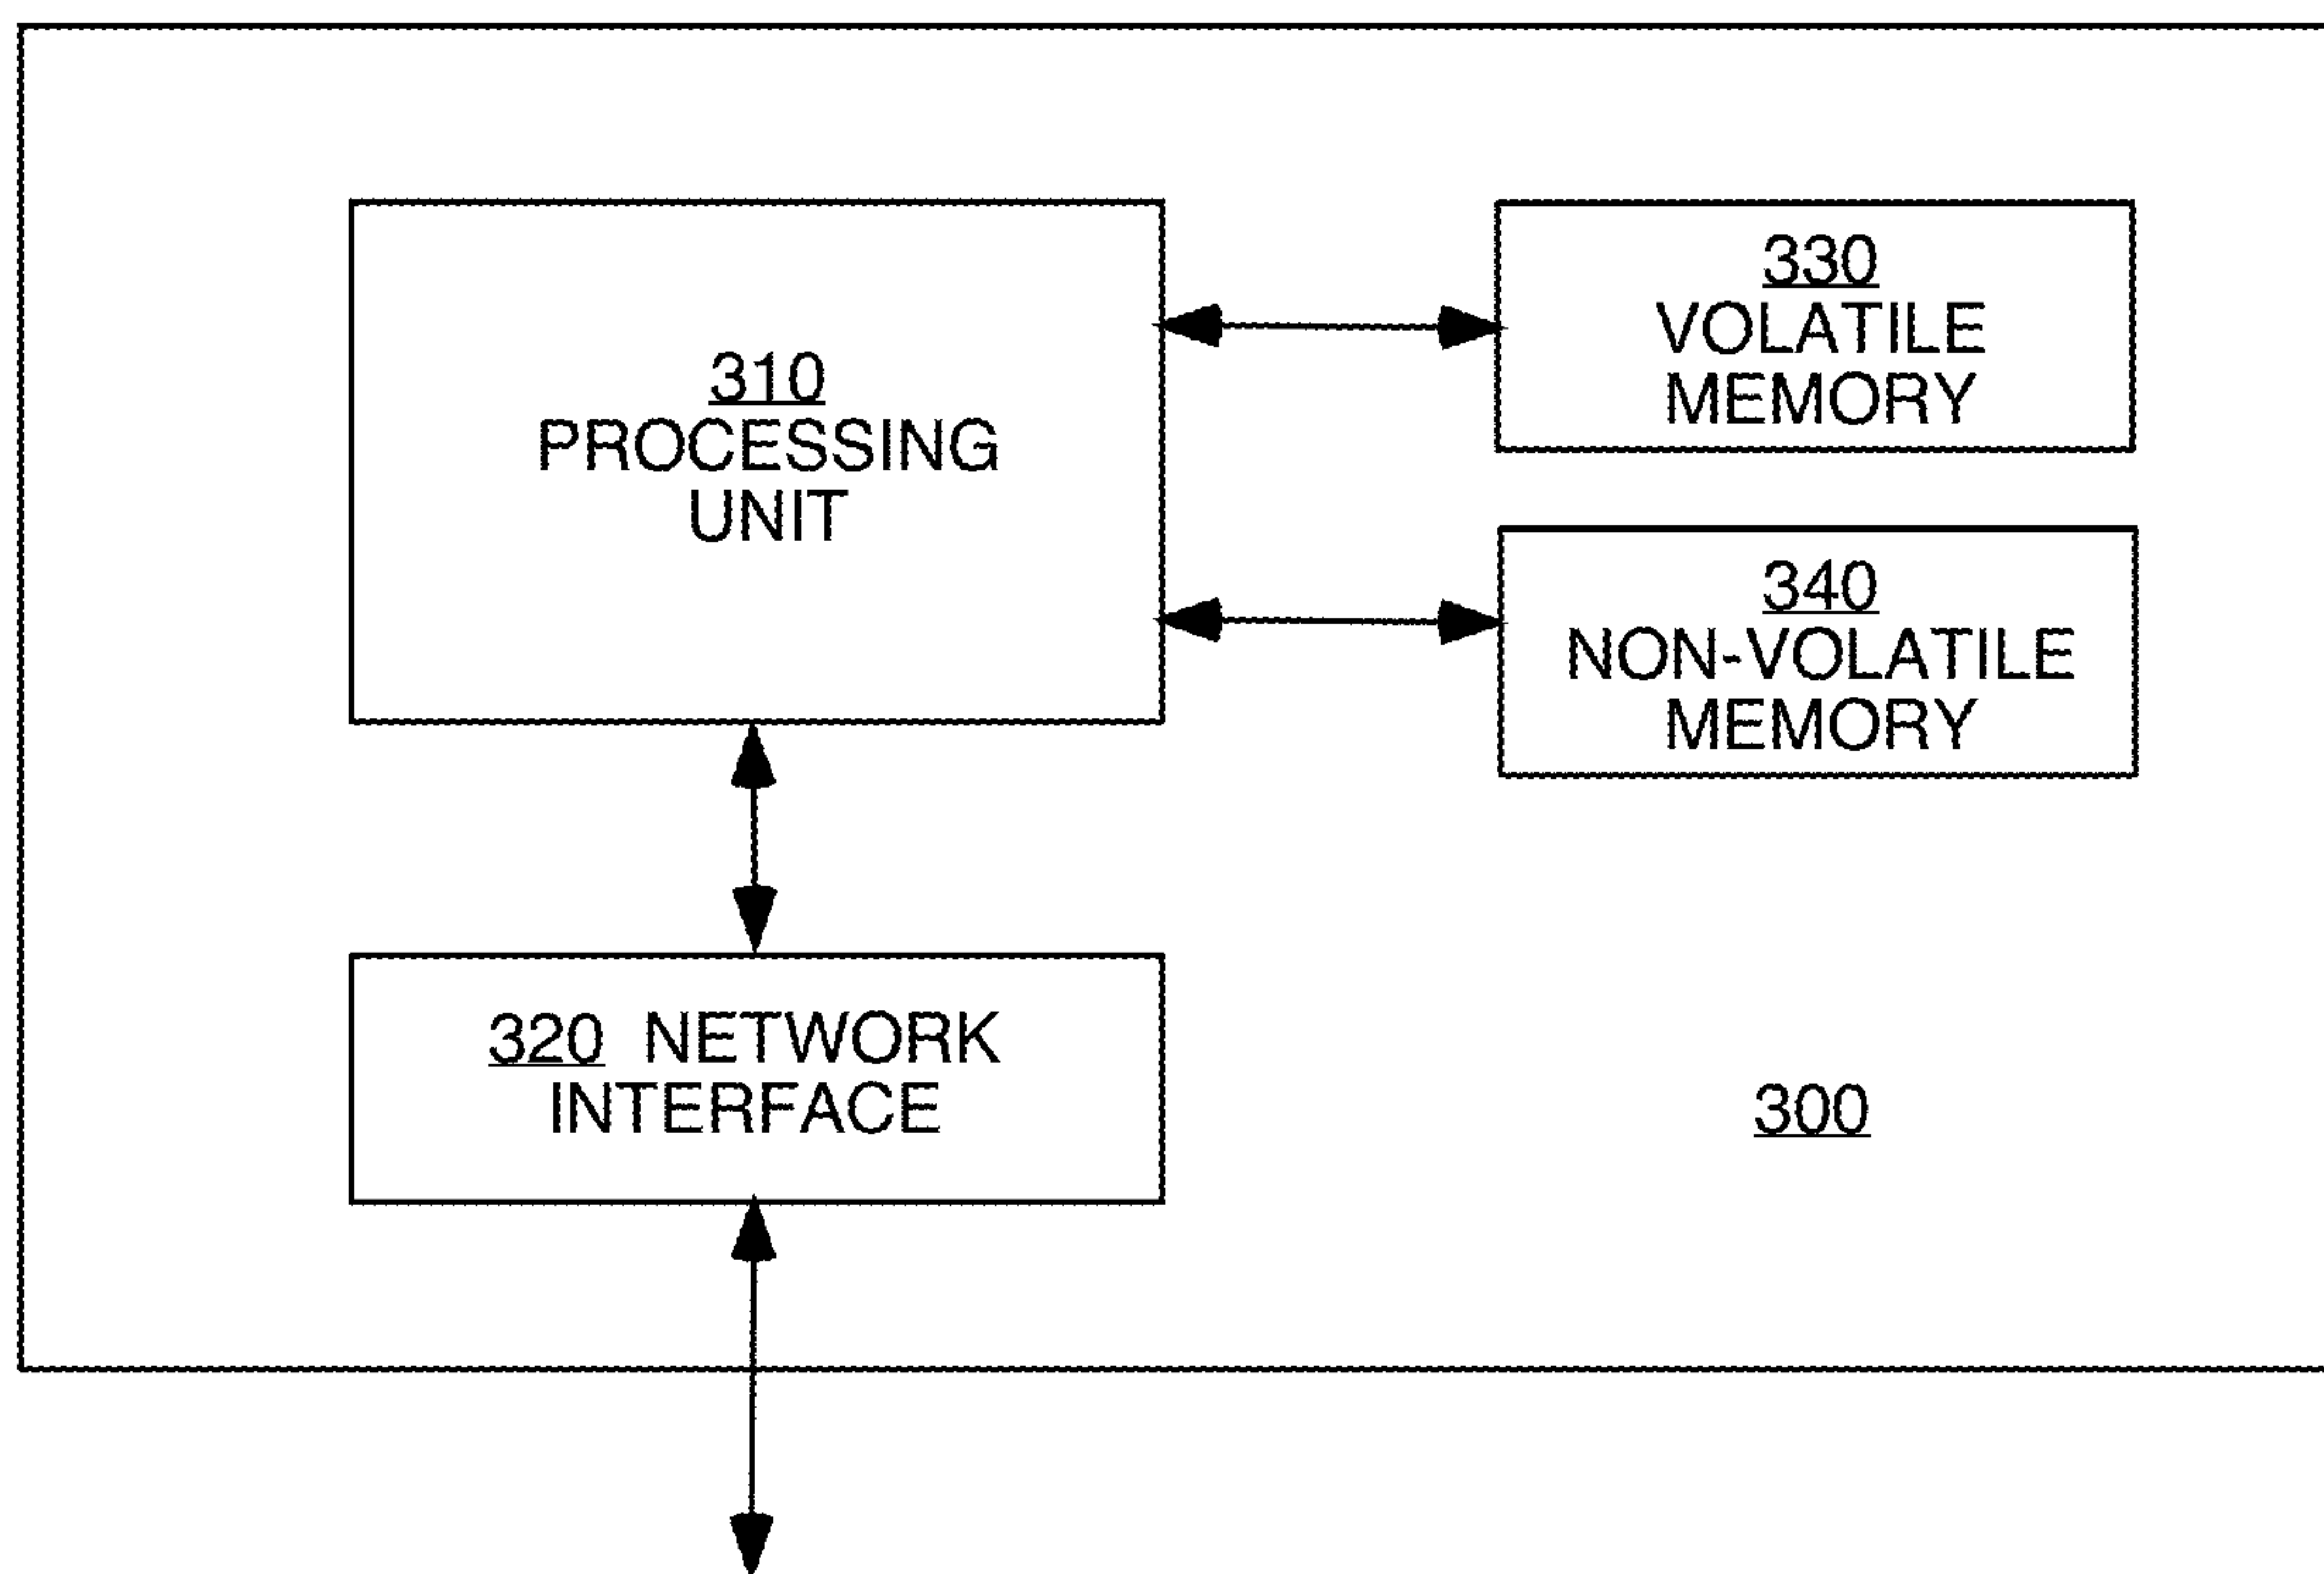 310
PROCESSING
UNIT
330
VOLATILE
MEMORY
340
NON-VOLATILE
MEMORY
320 NETWORK
INTERFACE
300